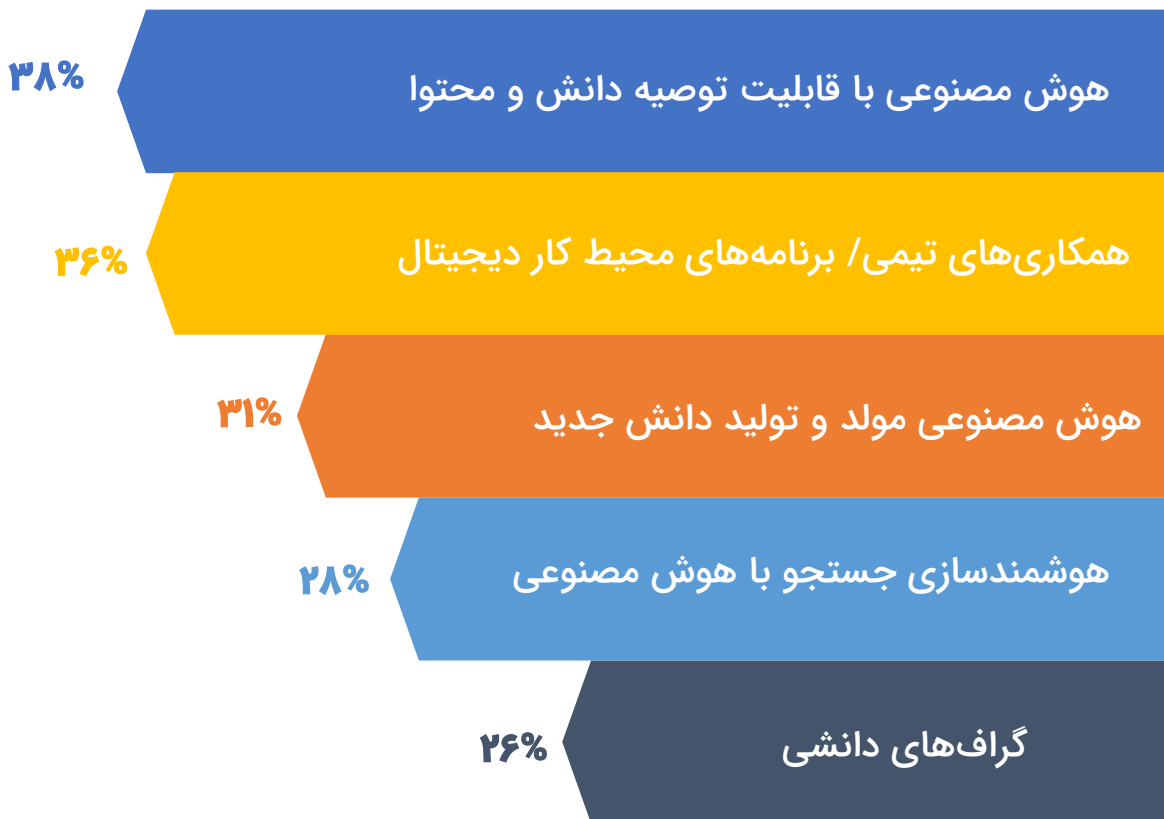 هوش مصنوعی با قابلیت توصیه دانش و محتوا
۳۸%
همکاری‌های تیمی/ برنامه‌های محیط کار دیجیتال
۳۶%
هوش مصنوعی مولد و تولید دانش جدید
۳۱%
هوشمندسازی جستجو با هوش مصنوعی
۲۸%
گراف‌های دانشی
۲۶%